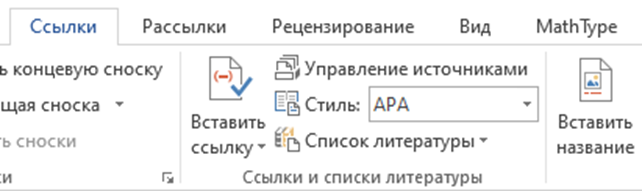 Ссылки Рассылки Рецензирование Вид MathType
ь концевую сноску Управление источниками
щая сноска Стиль: APA
Вставить ссылку Список литературы Вставить название
ть сноски
ки Ссылки и списки литературы